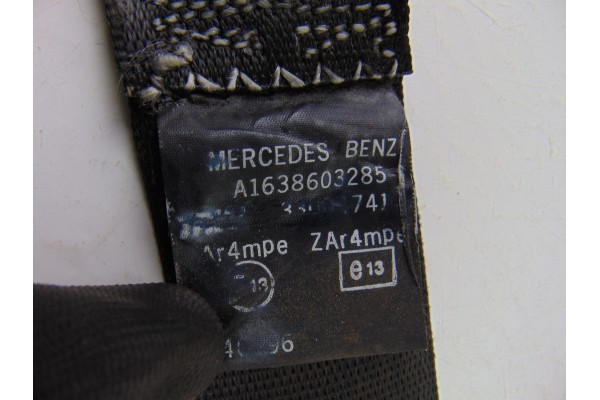 MERCEDES BENZ
A1638603285
741
Ar4mpe ZAr4mpe
13 e13